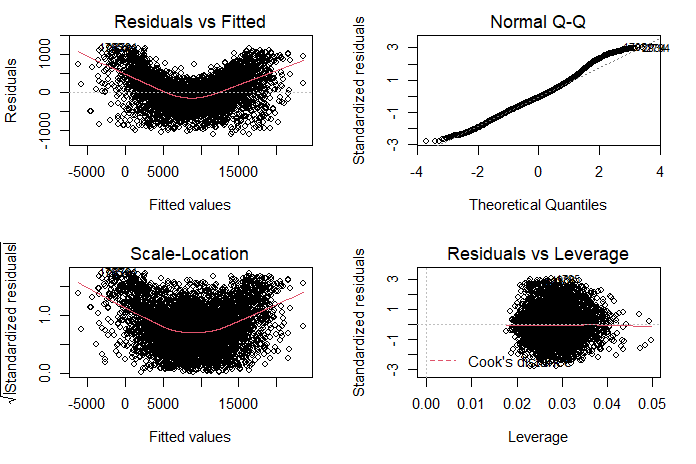 Residuals vs Fitted
Residuals
-1000 0 1000
-5000 0 5000 15000
Fitted values
Normal Q-Q
Standardized residuals
-3 -1 1 3
-4 -2 0 2 4
Theoretical Quantiles
Scale-Location
√|Standardized residuals|
0.0 1.0
-5000 0 5000 15000
Fitted values
Residuals vs Leverage
Standardized residuals
-3 -1 1 3
Cook's
0.00 0.01 0.02 0.03 0.04 0.05
Leverage